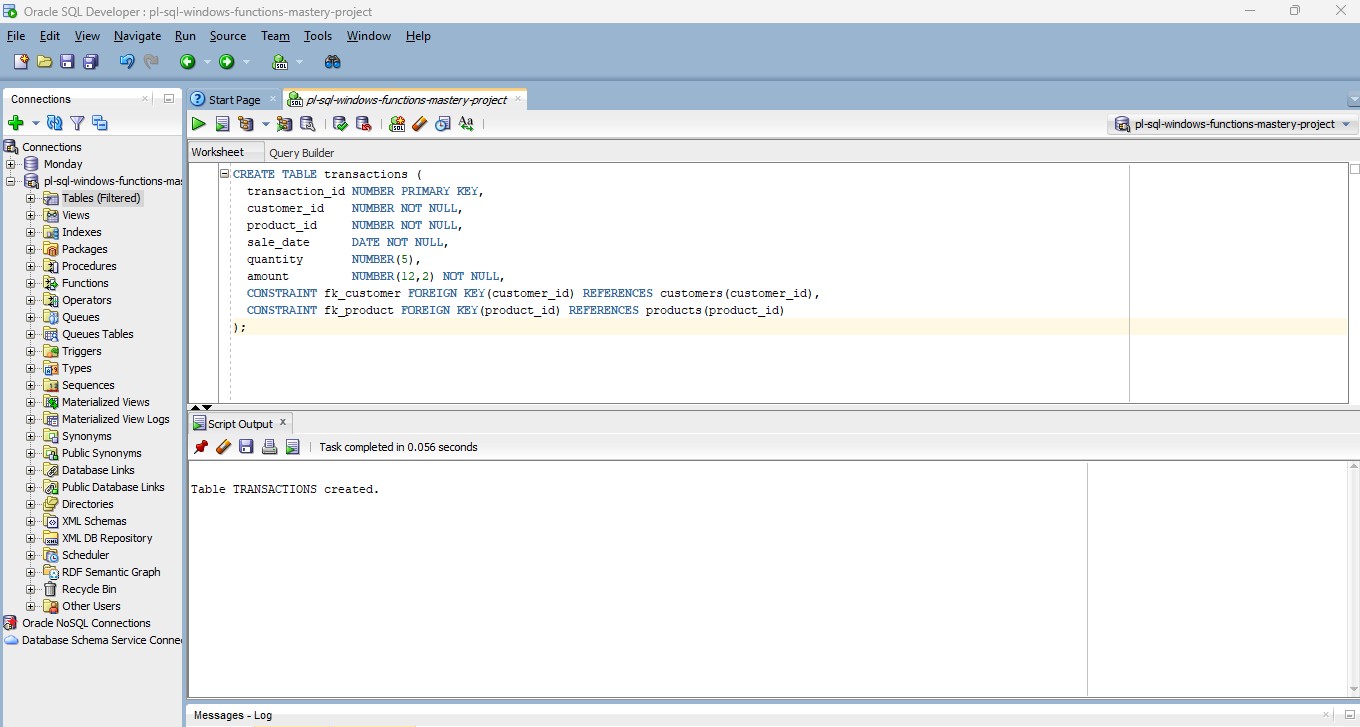 Oracle SQL Developer : pl-sql-windows-functions-mastery-project
File Edit View Navigate Run Source Team Tools Window Help
Connections
Start Page
pl-sql-windows-functions-mastery-project
pl-sql-windows-functions-mastery-project
Worksheet Query Builder
Connections
Monday
pl-sql-windows-functions-mas
Tables (Filtered)
Views
Indexes
Packages
Procedures
Functions
Operators
Queues
Queues Tables
Triggers
Types
Sequences
Materialized Views
Materialized View Logs
Synonyms
Public Synonyms
Database Links
Public Database Links
Directories
XML Schemas
XML DB Repository
Scheduler
RDF Semantic Graph
Recycle Bin
Other Users
Oracle NoSQL Connections
Database Schema Service Connec
CREATE TABLE transactions (
transaction_id NUMBER PRIMARY KEY,
customer_id NUMBER NOT NULL,
product_id NUMBER NOT NULL,
sale_date DATE NOT NULL,
quantity NUMBER(5),
amount NUMBER(12,2) NOT NULL,
CONSTRAINT fk_customer FOREIGN KEY(customer_id) REFERENCES customers(customer_id),
CONSTRAINT fk_product FOREIGN KEY(product_id) REFERENCES products(product_id)
);
Script Output
Task completed in 0.056 seconds
Table TRANSACTIONS created.
Messages - Log